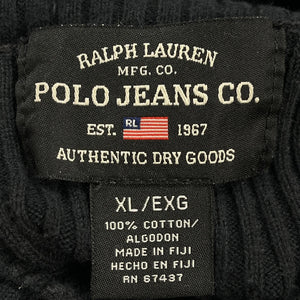 RALPH LAUREN
MFG. CO.
POLO JEANS CO.
EST. RL 1967
AUTHENTIC DRY GOODS
XL/EXG
100% COTTON/
ALGODON
MADE IN FIJI
HECHO EN FIJI
RN 67437